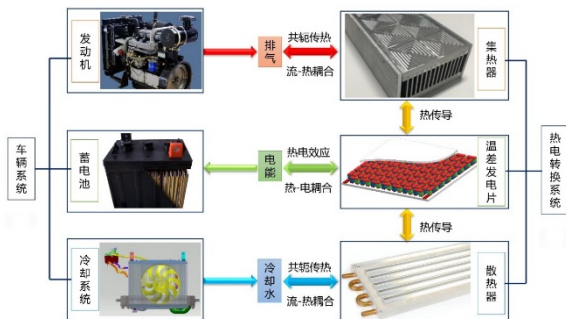 发动机
排气
共轭传热
流-热耦合
集热器
热传导
车辆系统
蓄电池
电能
热电效应
热-电耦合
温差发电片
热电转换系统
热传导
冷却系统
冷却水
共轭传热
流-热耦合
散热器